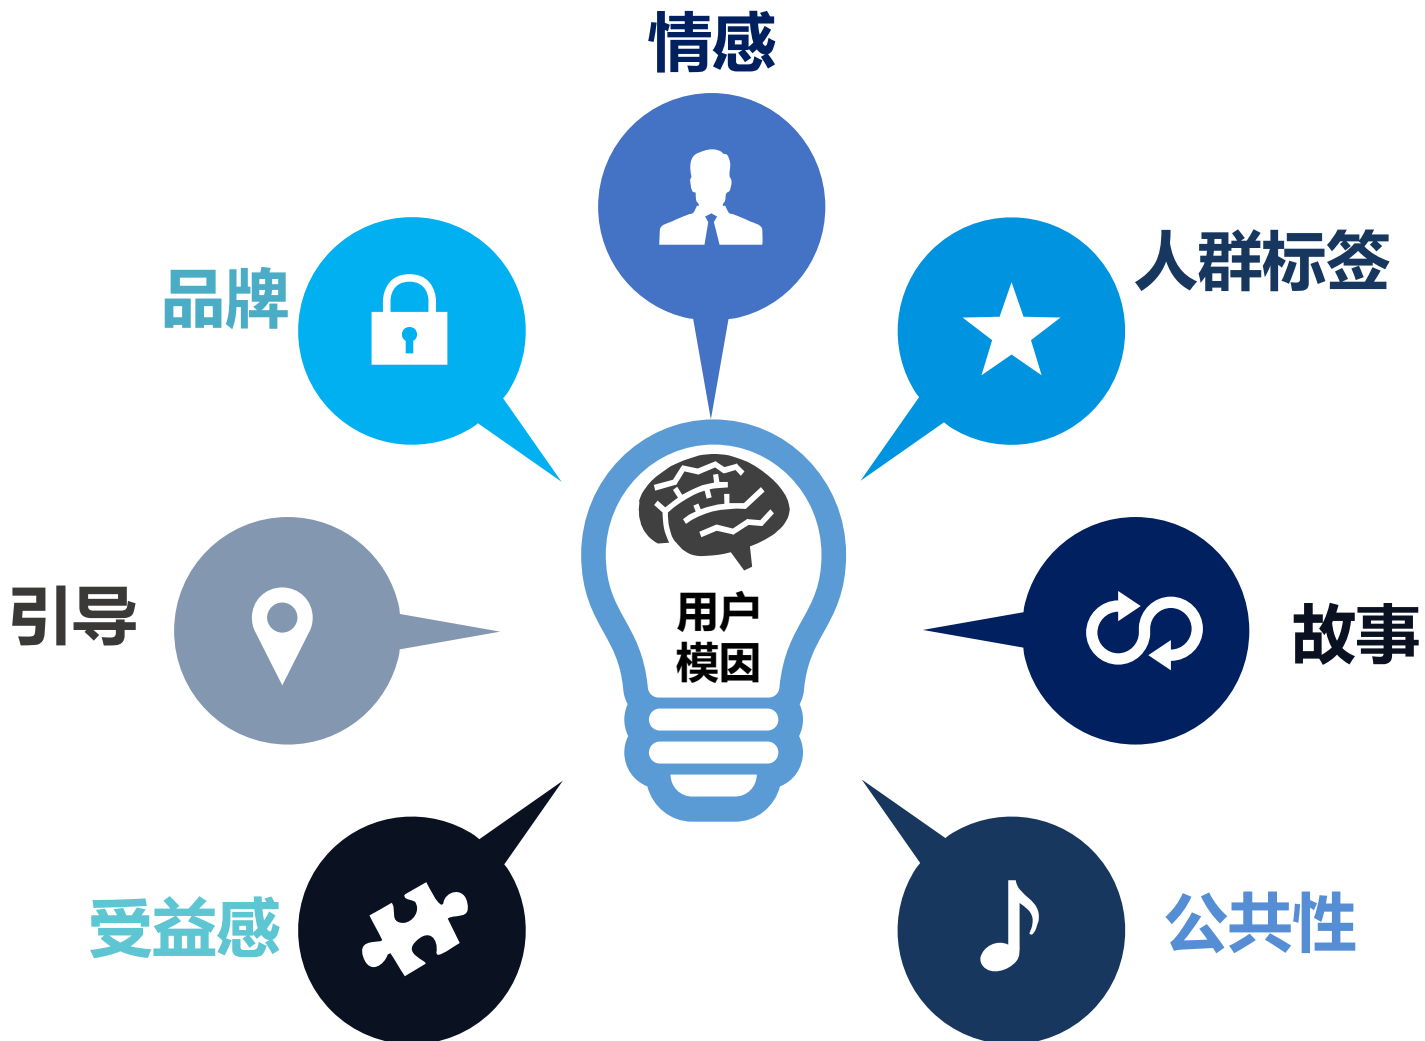 情感
品牌
人群标签
用户
模因
引导
故事
受益感
公共性